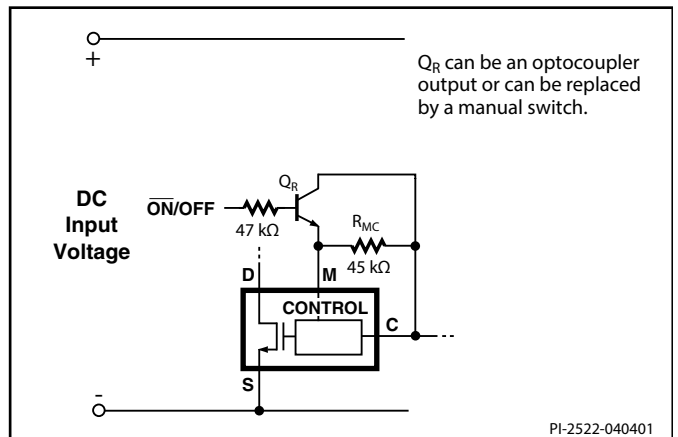 +
Q_R can be an optocoupler
output or can be replaced
by a manual switch.
Q_R
DC
Input
Voltage
O̅N̅/OFF
47 kΩ
R_MC
45 kΩ
D
M
CONTROL
C
S
-
PI-2522-040401